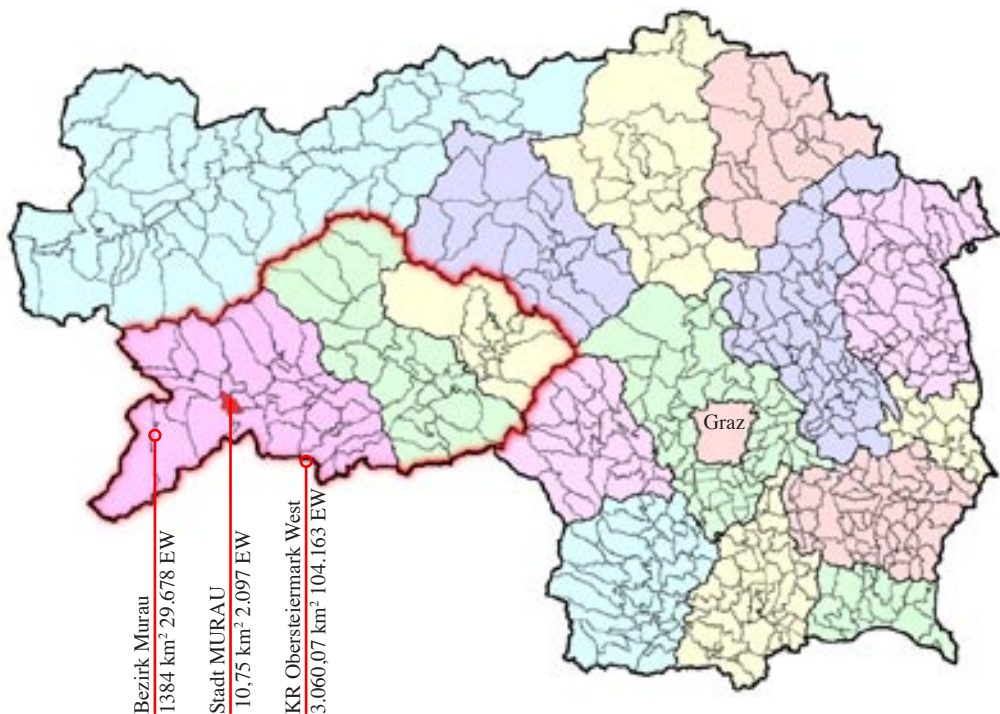 Graz
Bezirk Murau
1384 km² 29.678 EW
Stadt MURAU
10,75 km² 2.097 EW
KR Obersteiermark West
3.060,07 km² 104.163 EW